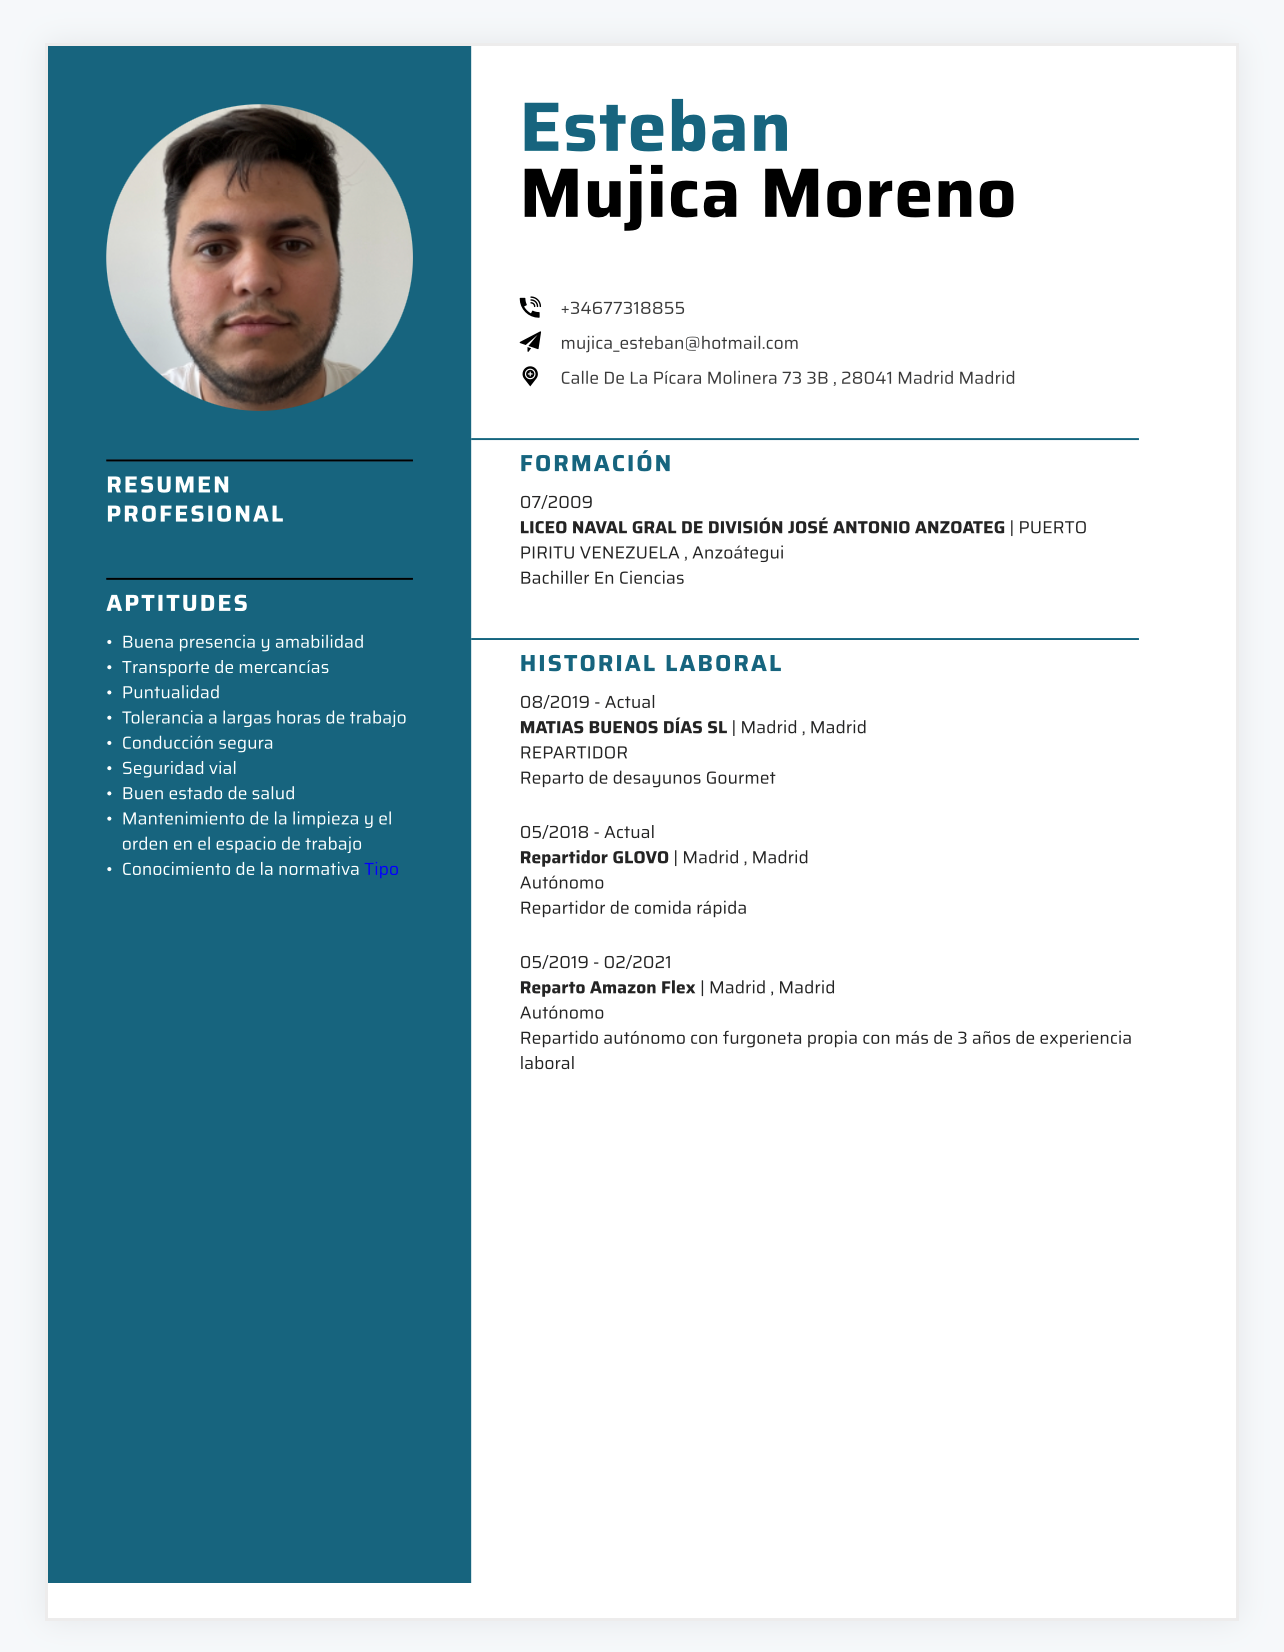 Esteban
Mujica Moreno
+34677318855
mujica_esteban@hotmail.com
Calle De La Pícara Molinera 73 3B , 28041 Madrid Madrid
RESUMEN
PROFESIONAL
APTITUDES
• Buena presencia y amabilidad
• Transporte de mercancías
• Puntualidad
• Tolerancia a largas horas de trabajo
• Conducción segura
• Seguridad vial
• Buen estado de salud
• Mantenimiento de la limpieza y el
orden en el espacio de trabajo
• Conocimiento de la normativa Tipo
FORMACIÓN
07/2009
LICEO NAVAL GRAL DE DIVISIÓN JOSÉ ANTONIO ANZOATEG | PUERTO
PIRITU VENEZUELA , Anzoátegui
Bachiller En Ciencias
HISTORIAL LABORAL
08/2019 - Actual
MATIAS BUENOS DÍAS SL | Madrid , Madrid
REPARTIDOR
Reparto de desayunos Gourmet
05/2018 - Actual
Repartidor GLOVO | Madrid , Madrid
Autónomo
Repartidor de comida rápida
05/2019 - 02/2021
Reparto Amazon Flex | Madrid , Madrid
Autónomo
Repartido autónomo con furgoneta propia con más de 3 años de experiencia
laboral